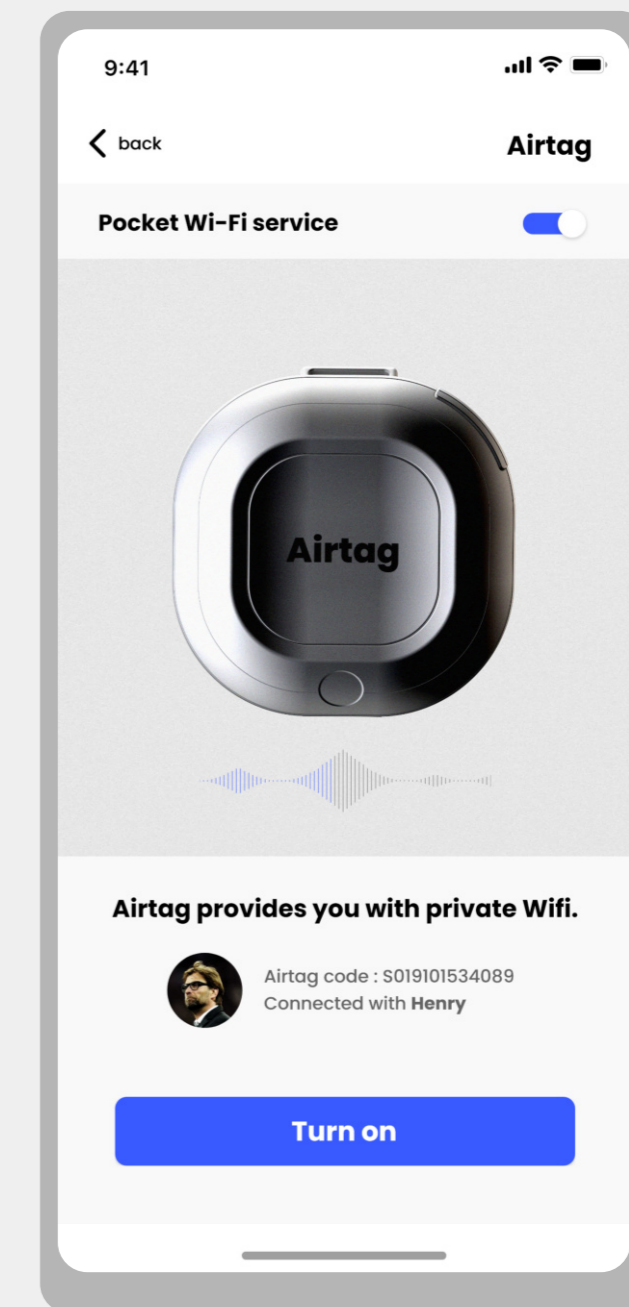 9:41
back
Airtag
Pocket Wi-Fi service
Airtag
Airtag provides you with private Wifi.
Airtag code : S019101534089
Connected with Henry
Turn on